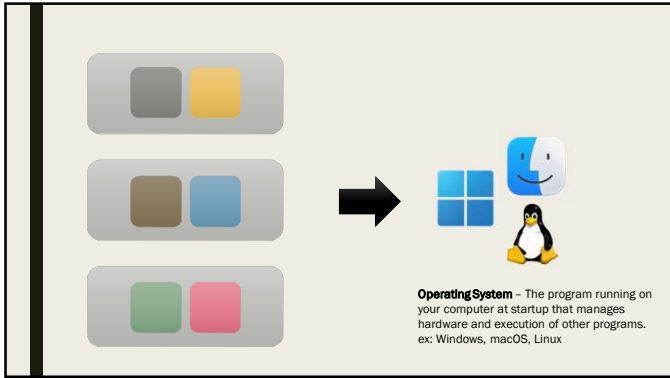 Operating System – The program running on
your computer at startup that manages
hardware and execution of other programs.
ex: Windows, macOS, Linux